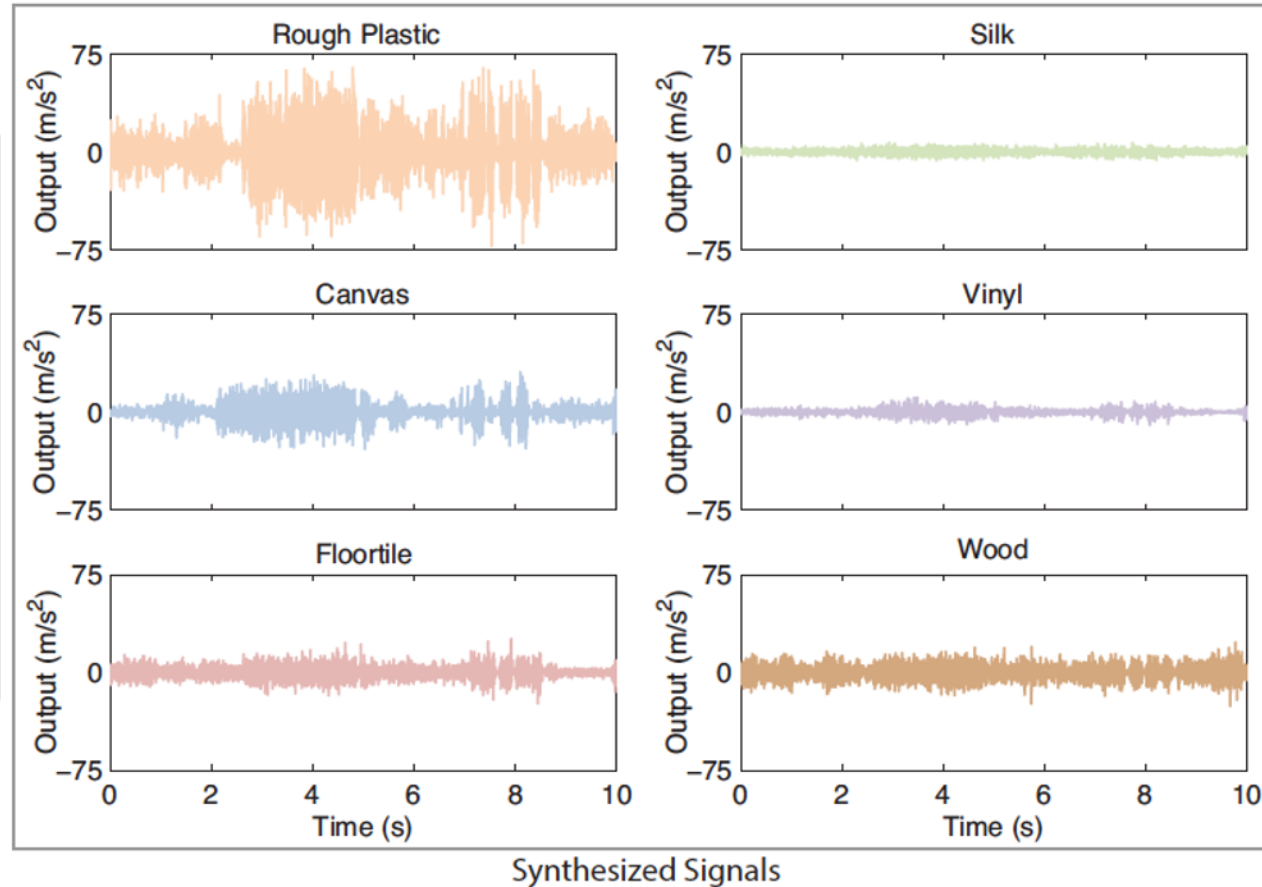 Rough Plastic
75
0
−75
Output (m/s²)
Silk
75
0
−75
Output (m/s²)
Canvas
75
0
−75
Output (m/s²)
Vinyl
75
0
−75
Output (m/s²)
Floortile
75
0
−75
Output (m/s²)
0 2 4 6 8 10
Time (s)
Wood
75
0
−75
Output (m/s²)
0 2 4 6 8 10
Time (s)
Synthesized Signals